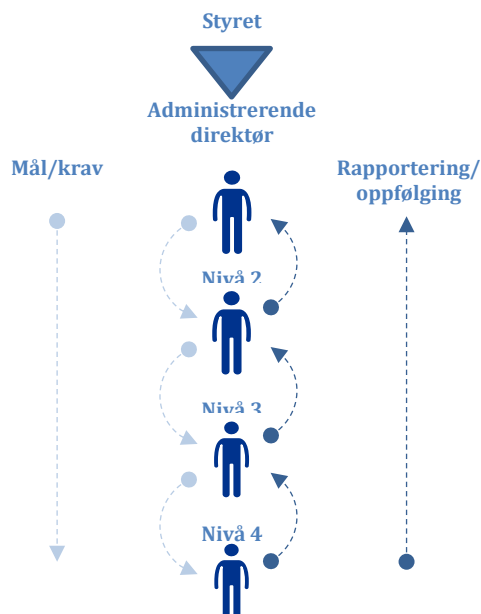 Styret
Administrerende
direktør
Mål/krav
Rapportering/
oppfølging
Nivå 2
Nivå 3
Nivå 4